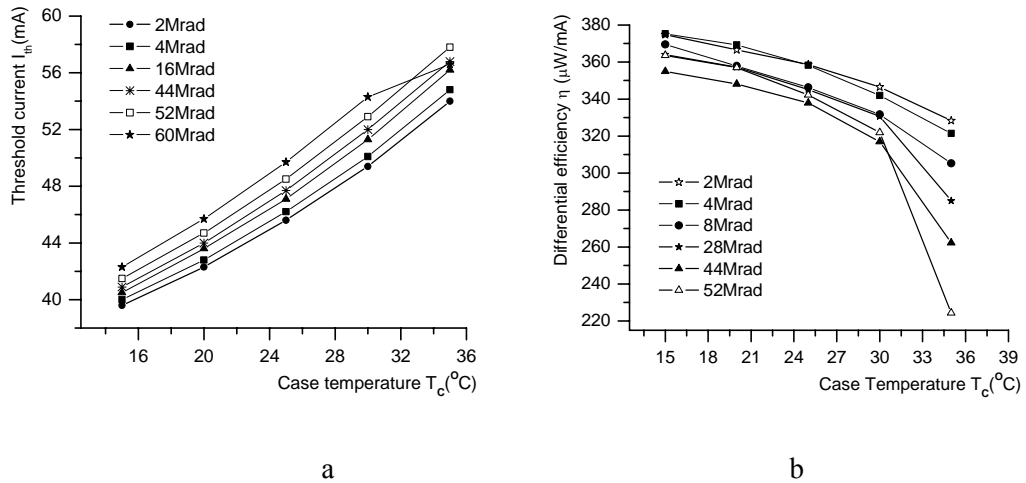 60
56
52
48
44
40
Threshold current I_th (mA)
2Mrad
4Mrad
16Mrad
44Mrad
52Mrad
60Mrad
16 20 24 28 32 36
Case temperature T_c(°C)
a
380
360
340
320
300
280
260
240
220
Differential efficiency η (μW/mA)
2Mrad
4Mrad
8Mrad
28Mrad
44Mrad
52Mrad
15 18 21 24 27 30 33 36 39
Case Temperature T_c(°C)
b